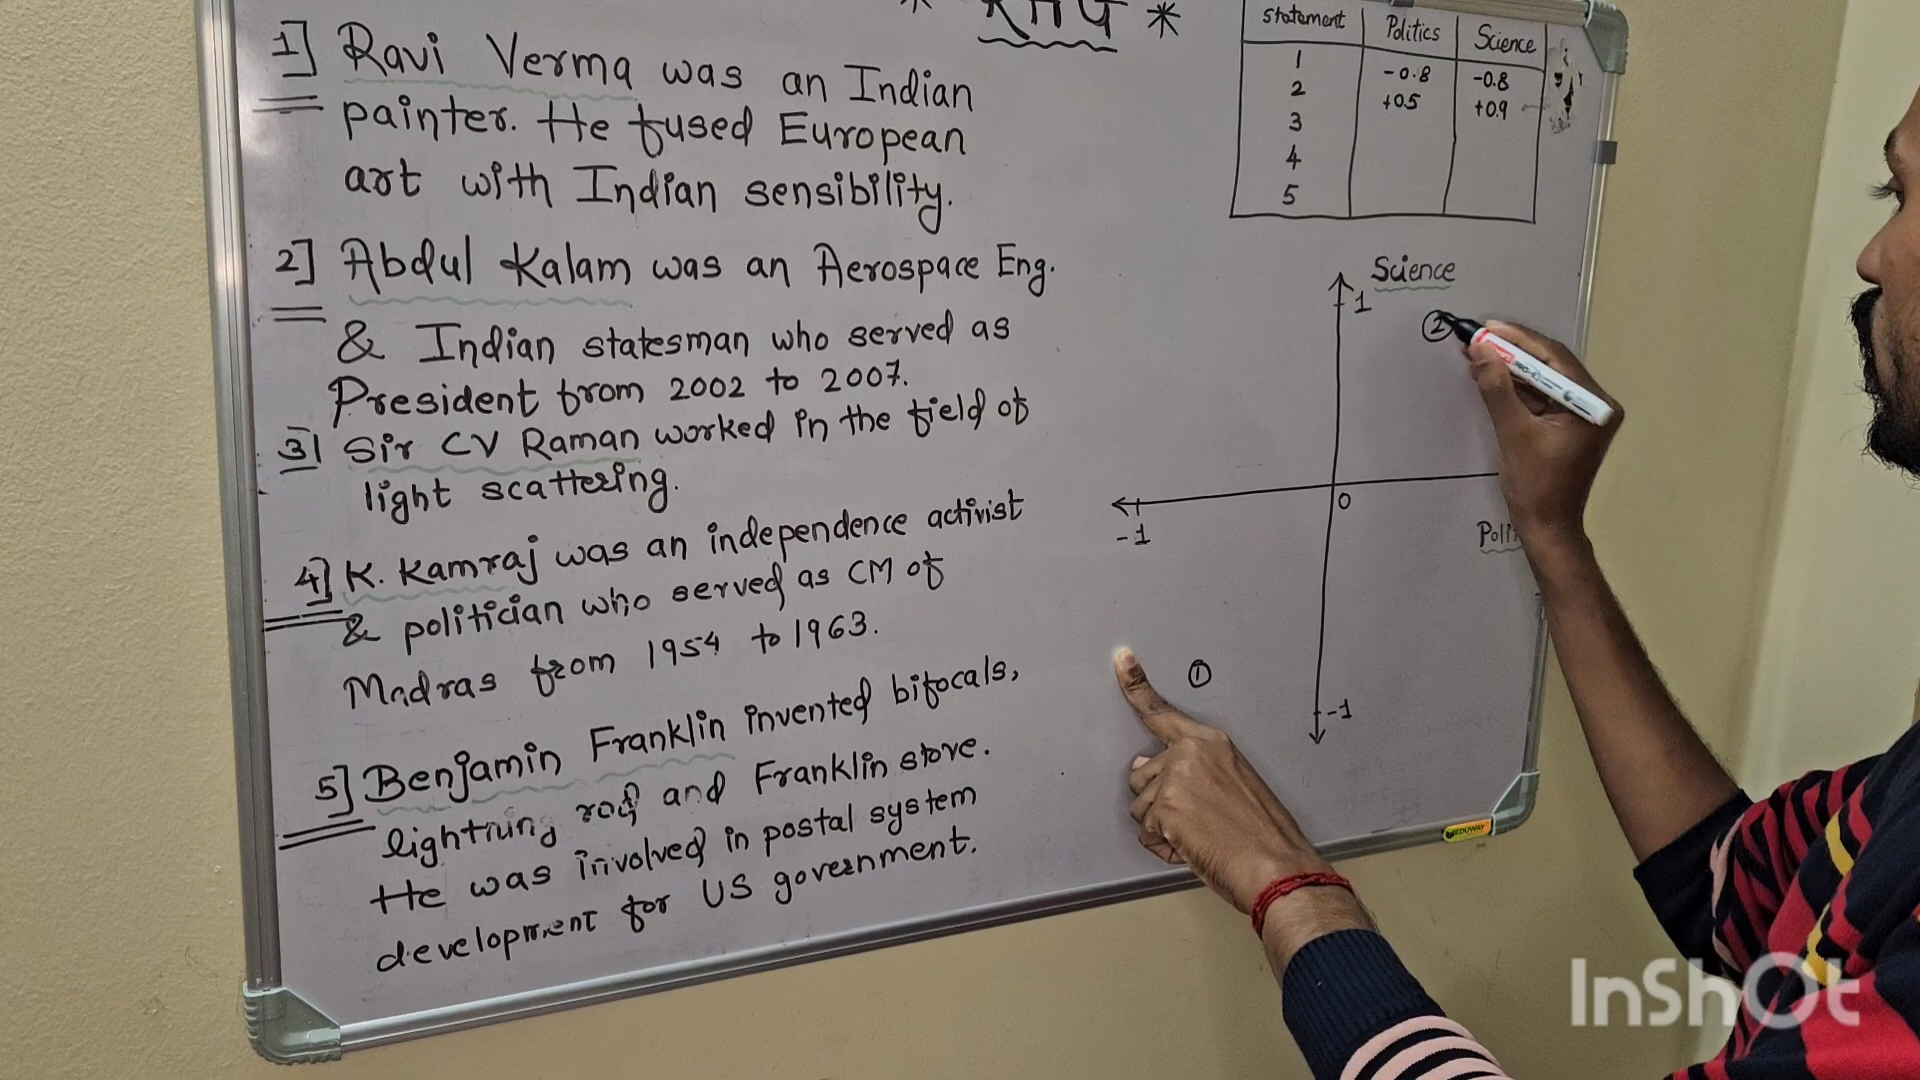 * RAG *
1] Ravi Verma was an Indian
painter. He fused European
art with Indian sensibility.
2] Abdul Kalam was an Aerospace Eng.
& Indian statesman who served as
President from 2002 to 2007.
3] Sir CV Raman worked in the field of
light scattering.
4] K. Kamraj was an independence activist
& politician who served as CM of
Madras from 1954 to 1963.
5] Benjamin Franklin invented bifocals,
lightning rod and Franklin stove.
He was involved in postal system
development for US government.
Statement Politics Science
1 -0.8 -0.8
2 +0.5 +0.9
3
4
5
Science
1
2
-1 0
Polit
1
-1
EDUWAY
InShOt